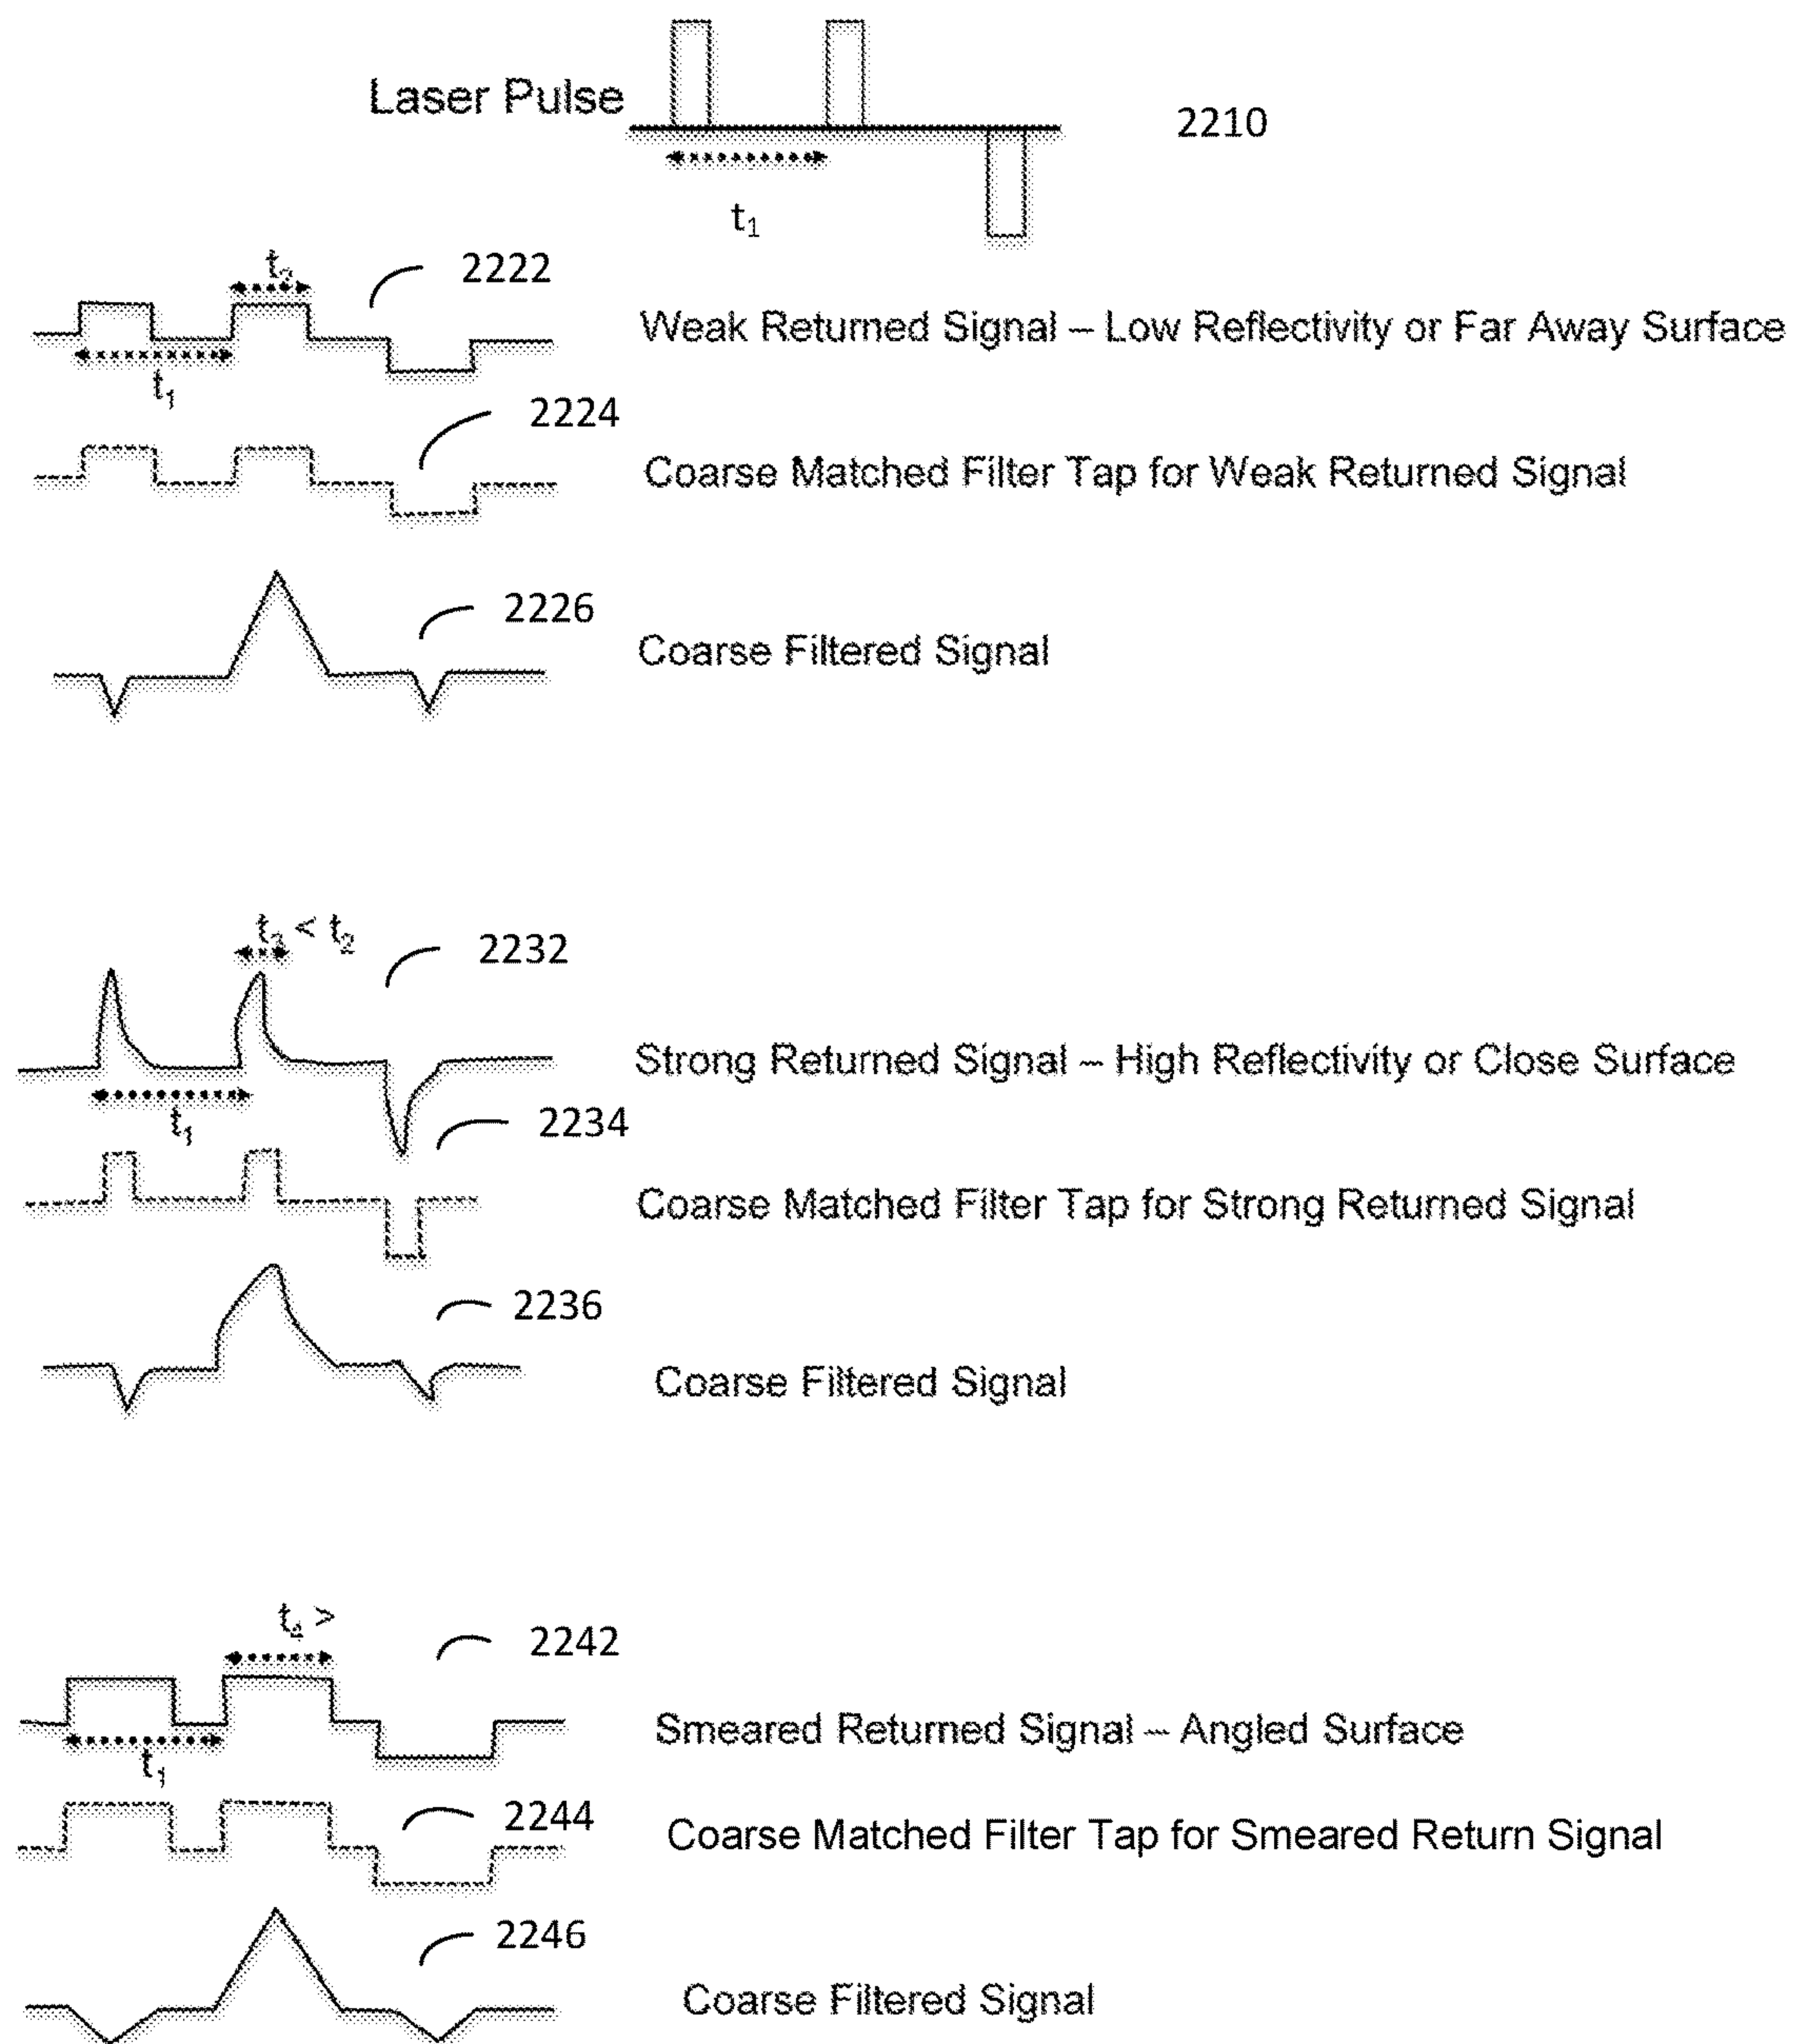 Laser Pulse
2210
t₁
t₂
2222
Weak Returned Signal – Low Reflectivity or Far Away Surface
t₁
2224
Coarse Matched Filter Tap for Weak Returned Signal
2226
Coarse Filtered Signal
t₃ < t₂
2232
Strong Returned Signal – High Reflectivity or Close Surface
t₁
2234
Coarse Matched Filter Tap for Strong Returned Signal
2236
Coarse Filtered Signal
t₄ >
2242
Smeared Returned Signal – Angled Surface
t₁
2244
Coarse Matched Filter Tap for Smeared Return Signal
2246
Coarse Filtered Signal